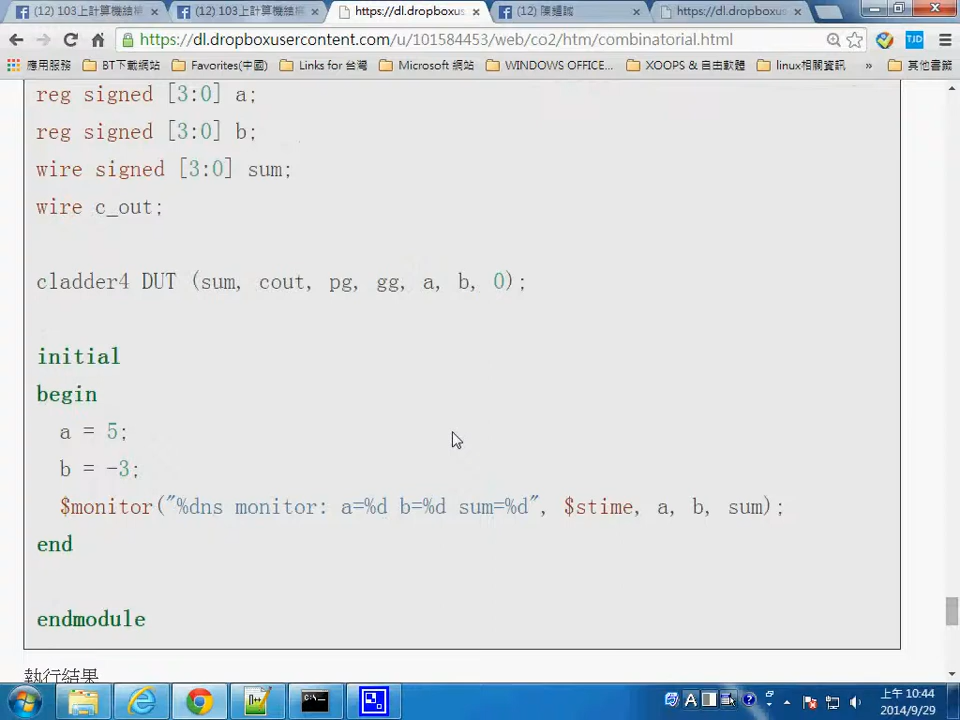 (12) 103上計算機結構
(12) 103上計算機結構
https://dl.dropboxus
(12) 陳鍾誠
https://dl.dropboxus
https://dl.dropboxusercontent.com/u/101584453/web/co2/htm/combinatorial.html
TJD
應用服務 BT下載網站 Favorites(中國) Links for 台灣 Microsoft 網站 WINDOWS OFFICE... XOOPS & 自由軟體 linux相關資訊 » 其他書籤
reg signed [3:0] a;
reg signed [3:0] b;
wire signed [3:0] sum;
wire c_out;
cladder4 DUT (sum, cout, pg, gg, a, b, 0);
initial
begin
a = 5;
b = -3;
$monitor("%dns monitor: a=%d b=%d sum=%d", $stime, a, b, sum);
end
endmodule
執行結果
上午 10:44
2014/9/29